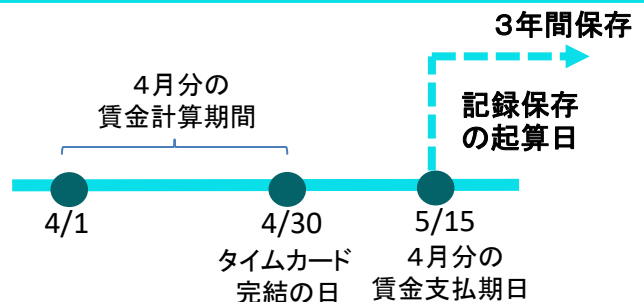 ３年間保存
４月分の
賃金計算期間
記録保存
の起算日
4/1
4/30
5/15
タイムカード
完結の日
４月分の
賃金支払期日